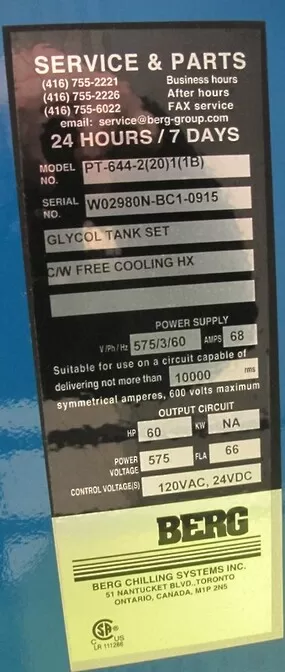 SERVICE & PARTS
(416) 755-2221 Business hours
(416) 755-2226 After hours
(416) 755-6022 FAX service
email: service@berg-group.com
24 HOURS / 7 DAYS
MODEL NO. PT-644-2(20)1(1B)
SERIAL NO. W02980N-BC1-0915
GLYCOL TANK SET
C/W FREE COOLING HX
POWER SUPPLY
V/Ph/Hz 575/3/60 AMPS 68
Suitable for use on a circuit capable of
delivering not more than 10000 rms
symmetrical amperes, 600 volts maximum
OUTPUT CIRCUIT
HP 60 KW NA
POWER VOLTAGE 575 FLA 66
CONTROL VOLTAGE(S) 120VAC, 24VDC
BERG
BERG CHILLING SYSTEMS INC.
51 NANTUCKET BLVD., TORONTO
ONTARIO, CANADA, M1P 2N5
SA ®
C US
LR 111266